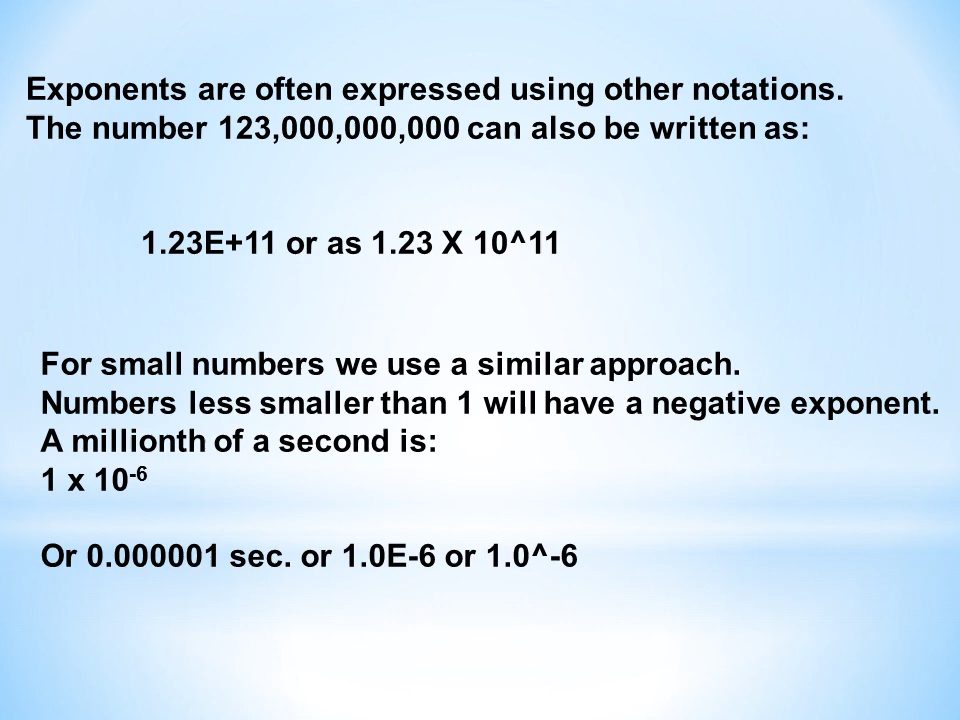 Exponents are often expressed using other notations.
The number 123,000,000,000 can also be written as:
1.23E+11 or as 1.23 X 10^11
For small numbers we use a similar approach.
Numbers less smaller than 1 will have a negative exponent.
A millionth of a second is:
1 x 10⁻⁶
Or 0.000001 sec. or 1.0E-6 or 1.0^-6